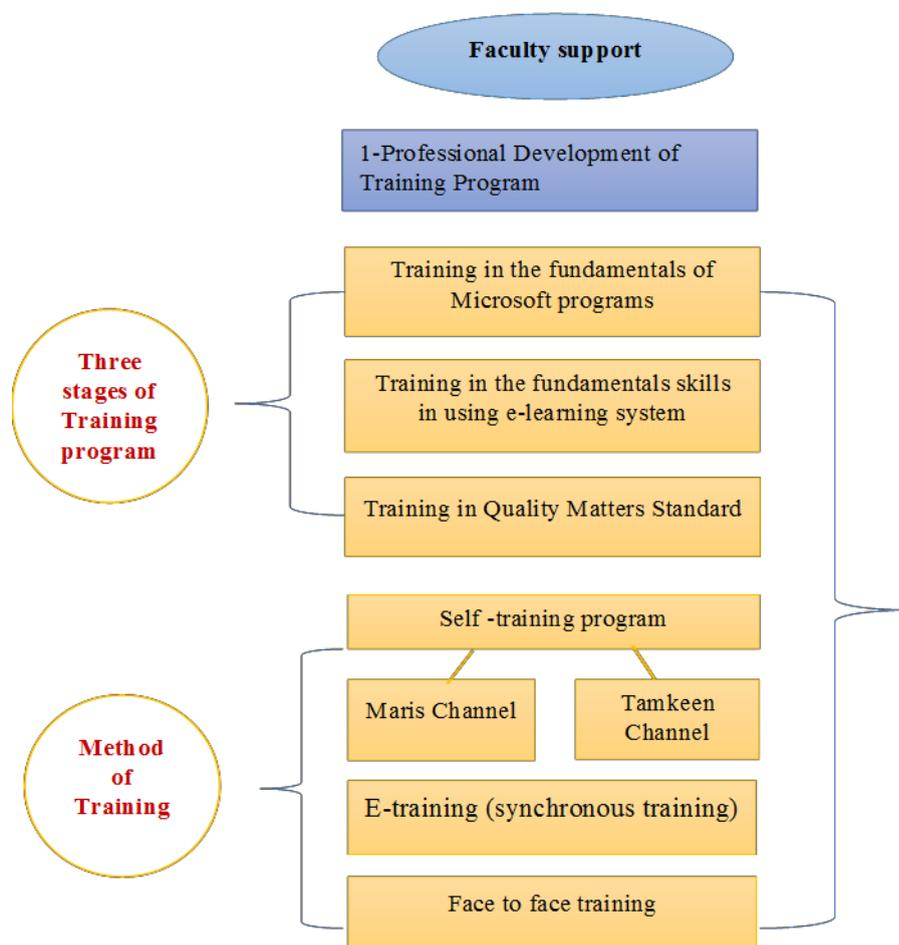 Faculty support
1-Professional Development of
Training Program
Training in the fundamentals of
Microsoft programs
Three
stages of
Training
program
Training in the fundamentals skills
in using e-learning system
Training in Quality Matters Standard
Self -training program
Maris Channel
Tamkeen
Channel
Method
of
Training
E-training (synchronous training)
Face to face training